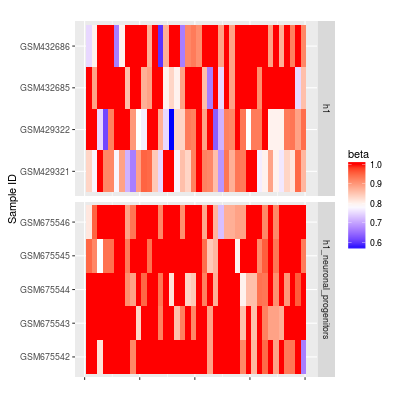 Sample ID
GSM432686
GSM432685
GSM429322
GSM429321
h1
GSM675546
GSM675545
GSM675544
GSM675543
GSM675542
h1_neuronal_progenitors
beta
1.0
0.9
0.8
0.7
0.6